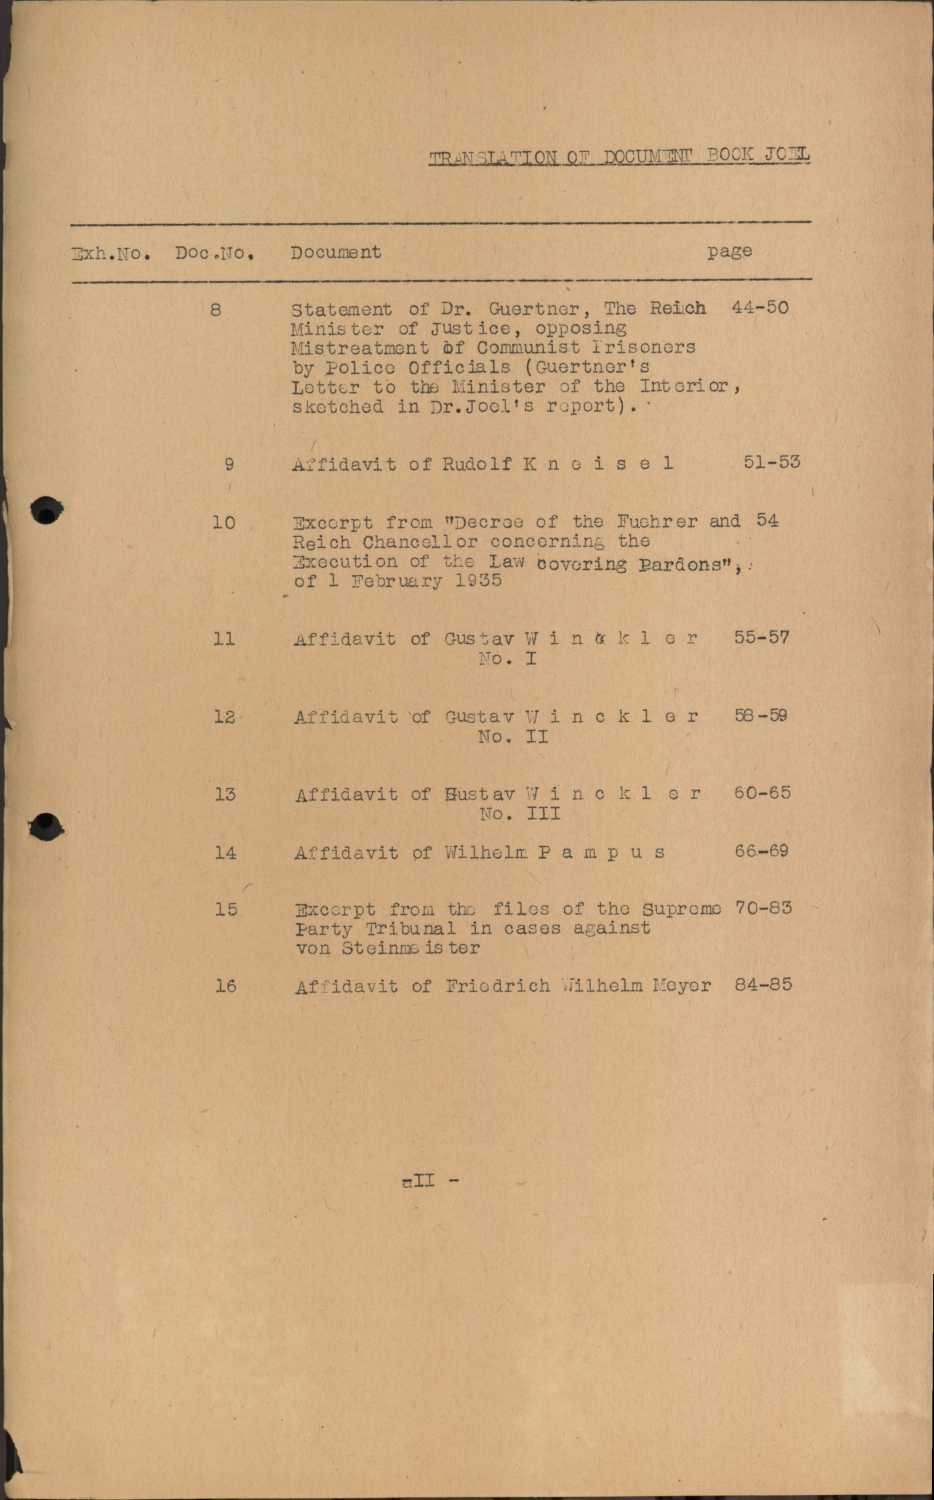 TRANSLATION OF DOCUMENT BOOK JOEL
Exh.No. Doc.No. Document page
8 Statement of Dr. Guertner, The Reich 44-50
Minister of Justice, opposing
Mistreatment of Communist Prisoners
by Police Officials (Guertner's
Letter to the Minister of the Interior,
sketched in Dr.Joel's report).
9 Affidavit of Rudolf K n e i s e l 51-53
10 Excerpt from "Decree of the Fuehrer and 54
Reich Chancellor concerning the
Execution of the Law covering Pardons",
of 1 February 1935
11 Affidavit of Gustav W i n c k l e r 55-57
No. I
12 Affidavit of Gustav W i n c k l e r 58-59
No. II
13 Affidavit of Gustav W i n c k l e r 60-65
No. III
14 Affidavit of Wilhelm P a m p u s 66-69
15 Excerpt from the files of the Supreme 70-83
Party Tribunal in cases against
von Steinmeister
16 Affidavit of Friedrich Wilhelm Meyer 84-85
-II -